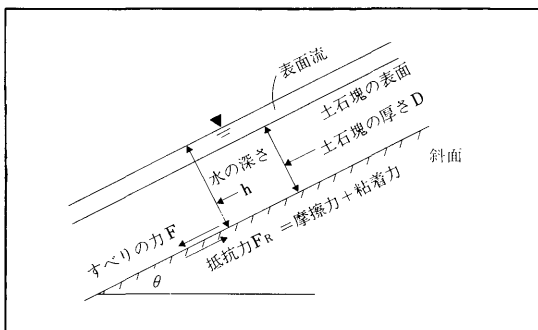 表面流
土石塊の表面
土石塊の厚さD
斜面
水の深さ
h
すべりの力F
抵抗力FR=摩擦力+粘着力
θ